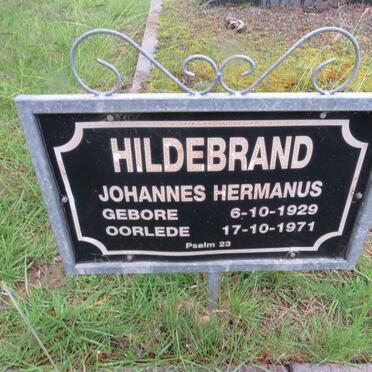 HILDEBRAND
JOHANNES HERMANUS
GEBORE 6-10-1929
OORLEDE 17-10-1971
Psalm 23